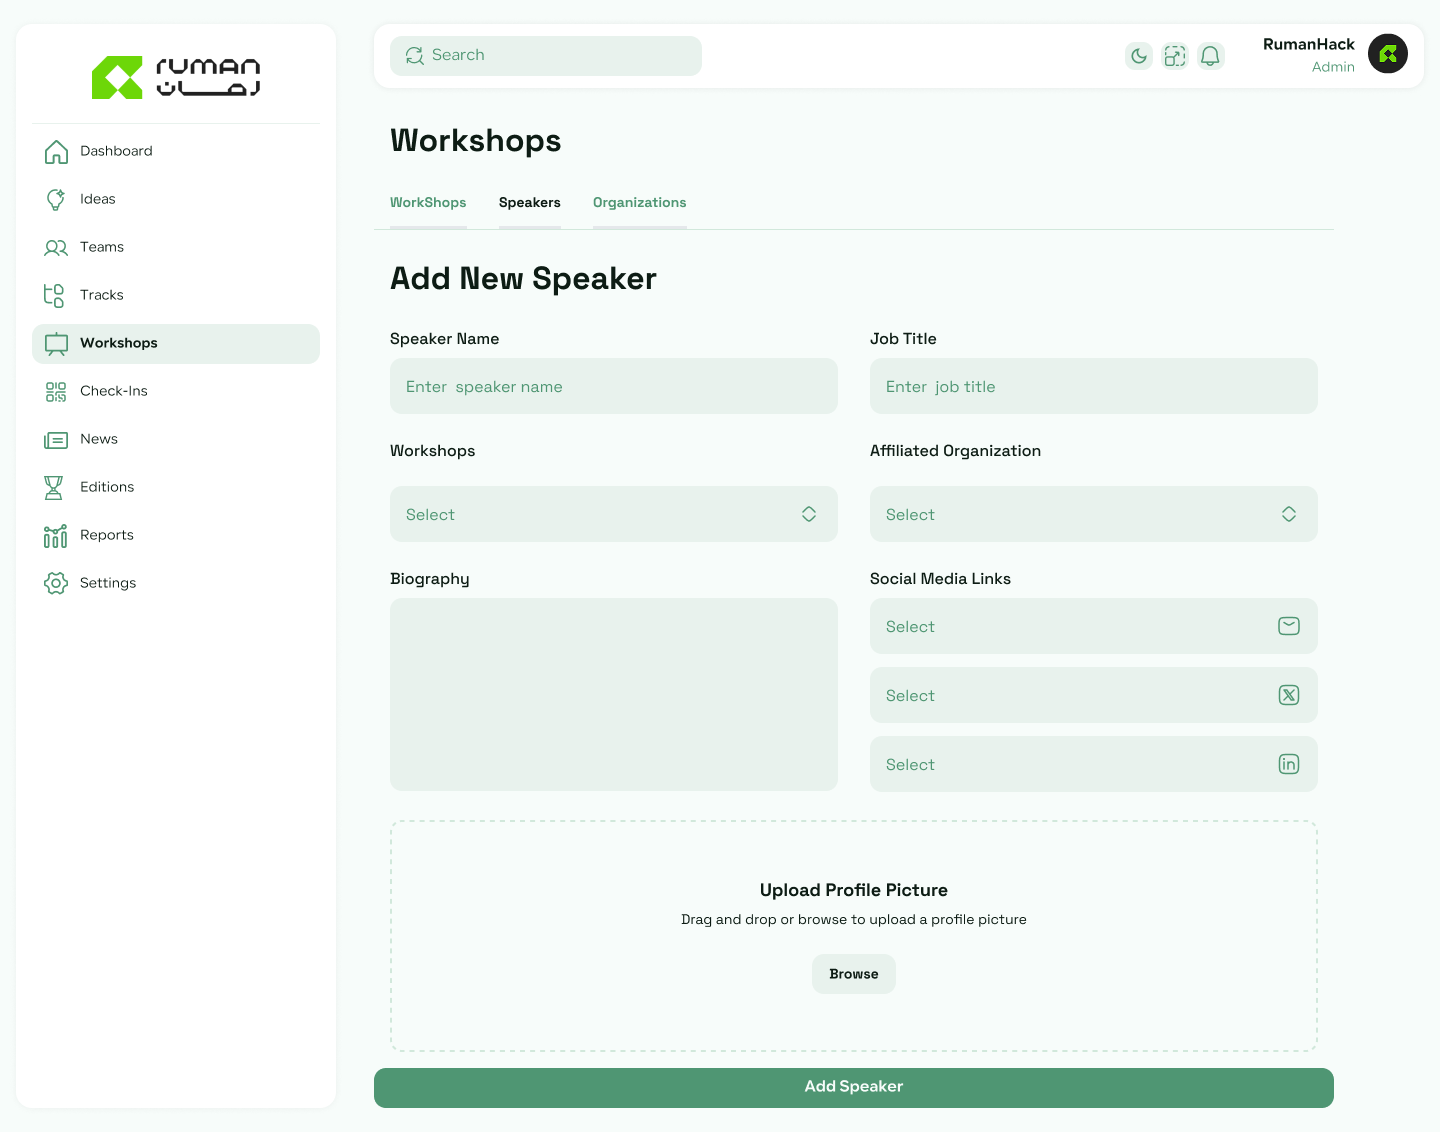 ruman
رمان
Dashboard
Ideas
Teams
Tracks
Workshops
Check-Ins
News
Editions
Reports
Settings
Search
RumanHack
Admin
Workshops
WorkShops Speakers Organizations
Add New Speaker
Speaker Name
Enter speaker name
Job Title
Enter job title
Workshops
Select
Affiliated Organization
Select
Biography
Social Media Links
Select
Select
Select
Upload Profile Picture
Drag and drop or browse to upload a profile picture
Browse
Add Speaker